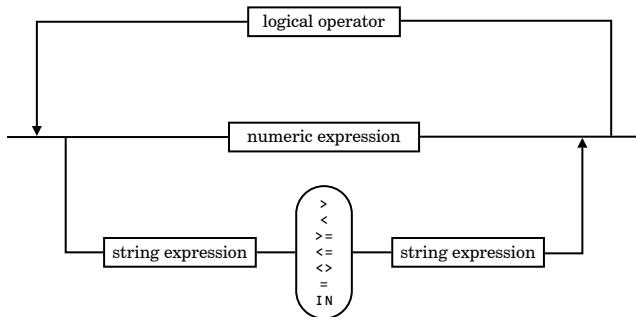 logical operator
numeric expression
>
<
>=
string expression <= string expression
<>
=
IN